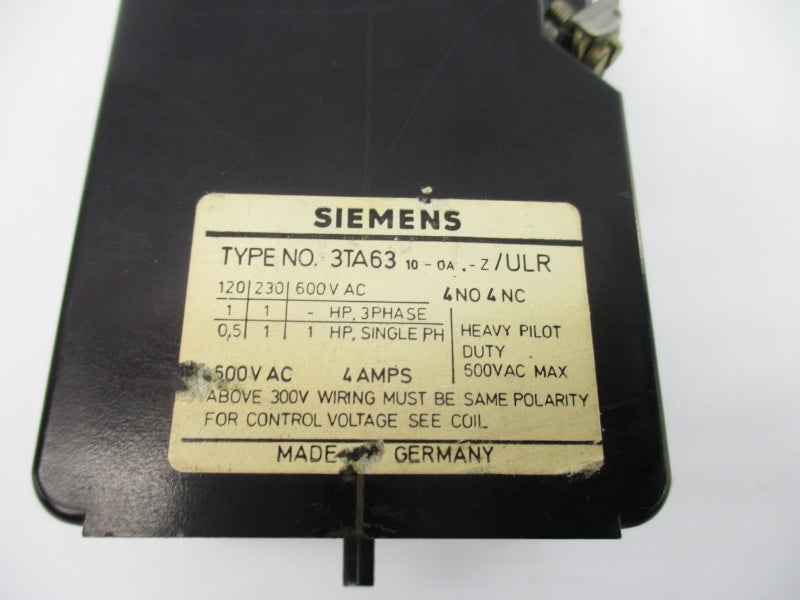 SIEMENS
TYPE NO. 3TA63 10-0A.-Z/ULR
120 230 600V AC 4NO 4NC
1 1 - HP, 3PHASE
0,5 1 1 HP, SINGLE PH
HEAVY PILOT
DUTY
600VAC MAX
600V AC 4 AMPS
ABOVE 300V WIRING MUST BE SAME POLARITY
FOR CONTROL VOLTAGE SEE COIL
MADE GERMANY